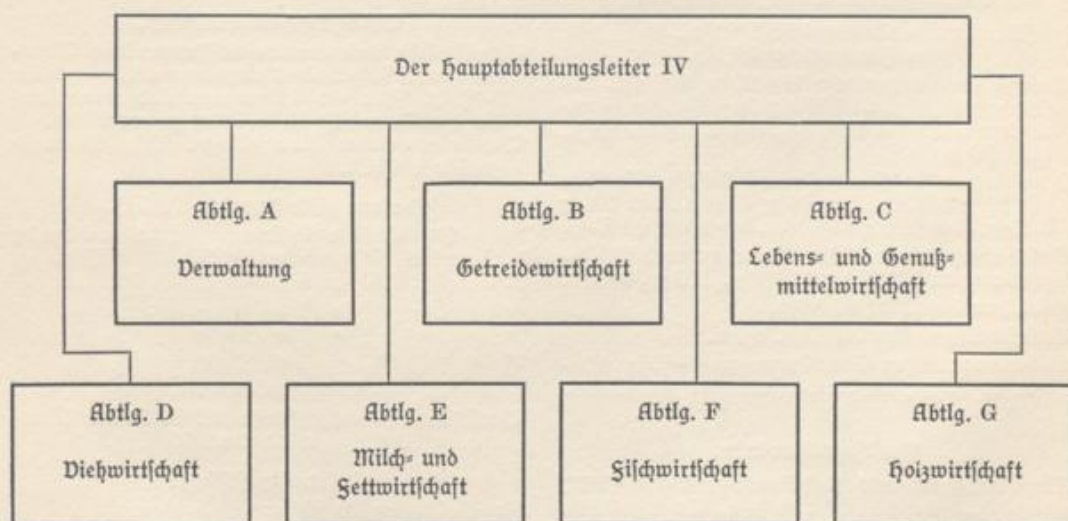 Der Hauptabteilungsleiter IV
Abtlg. A
Verwaltung
Abtlg. B
Getreidewirtschaft
Abtlg. C
Lebens- und Genuß-
mittelwirtschaft
Abtlg. D
Viehwirtschaft
Abtlg. E
Milch- und
Fettwirtschaft
Abtlg. F
Fischwirtschaft
Abtlg. G
Holzwirtschaft